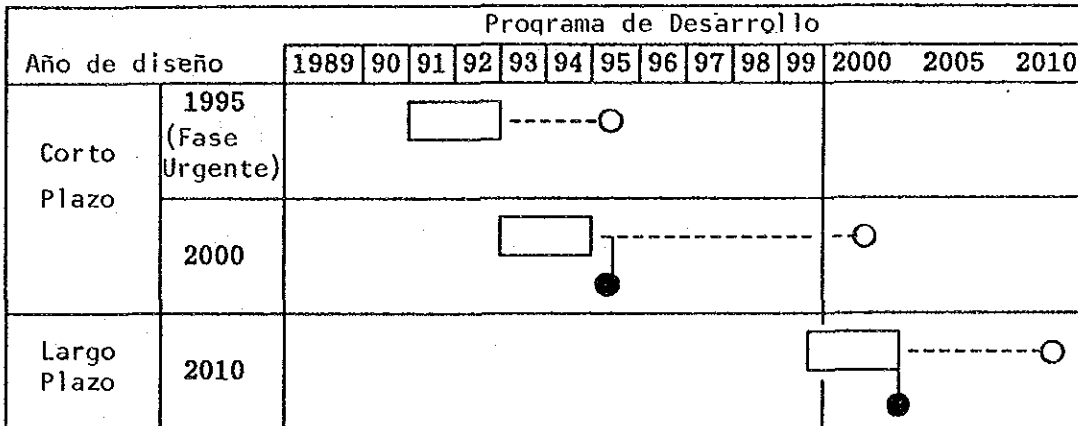 Programa de Desarrollo
Año de diseño 1989 90 91 92 93 94 95 96 97 98 99 2000 2005 2010
Corto
Plazo
1995
(Fase
Urgente)
2000
Largo
Plazo
2010